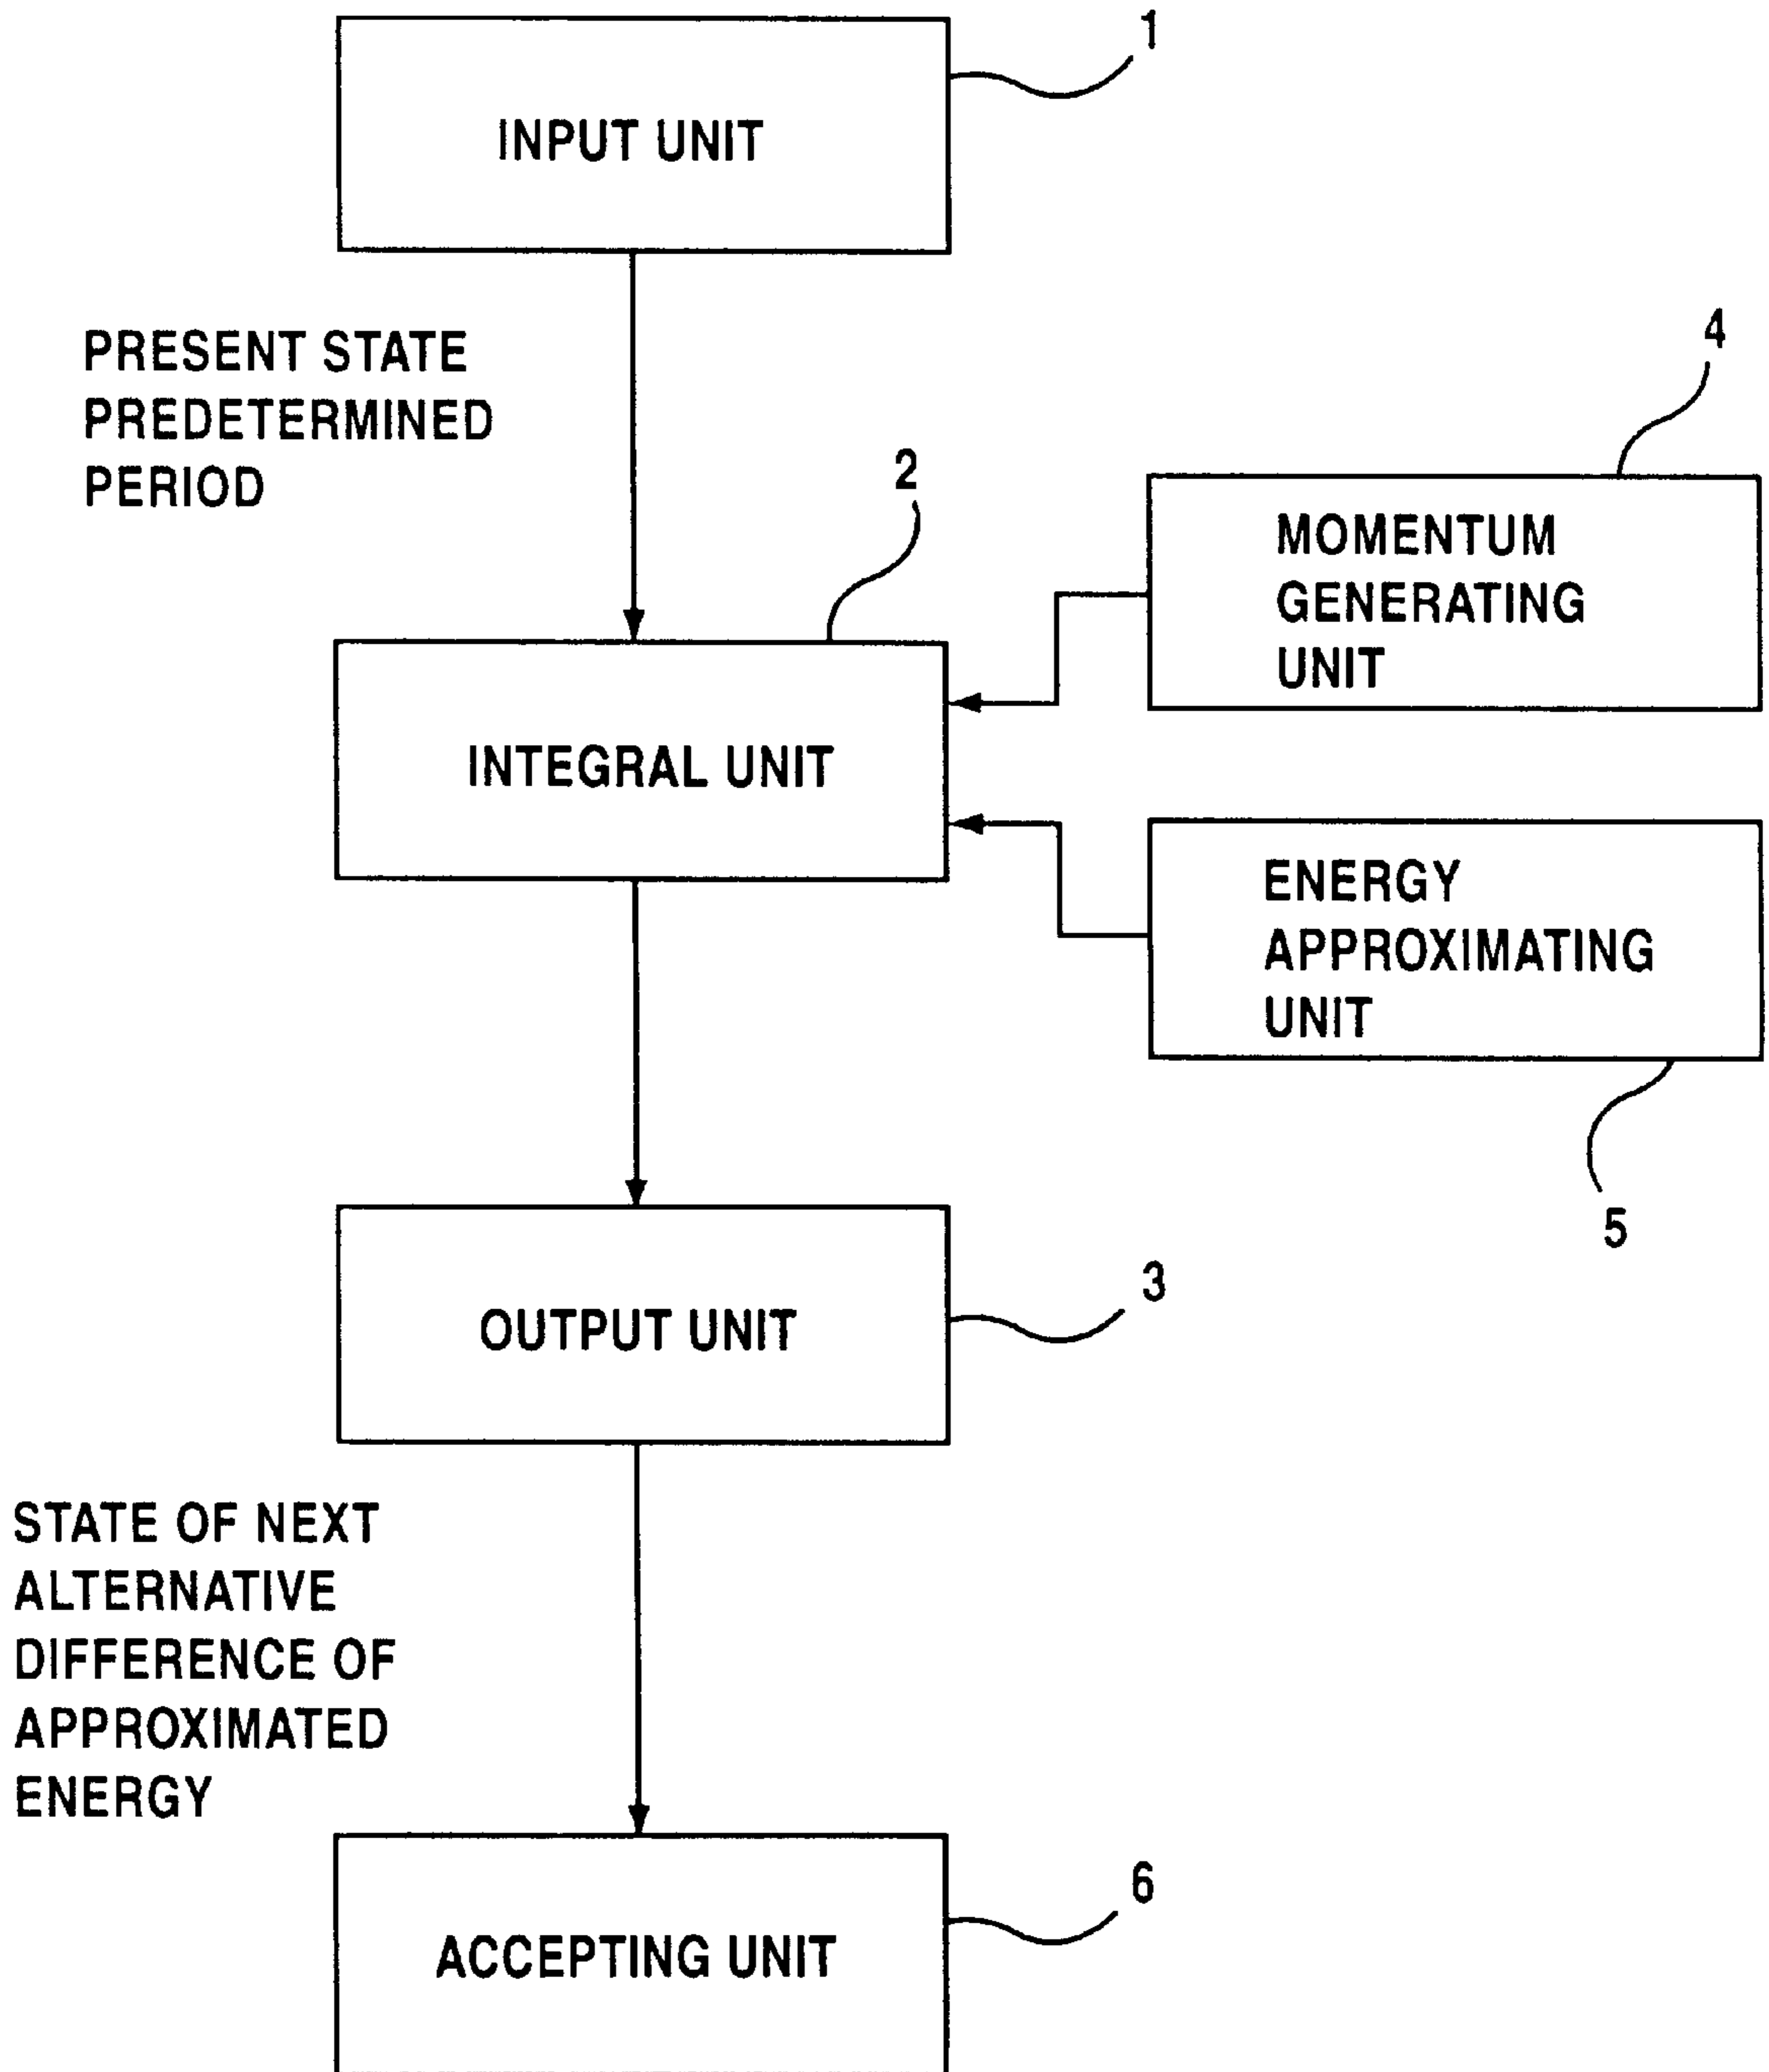 1
INPUT UNIT
PRESENT STATE
PREDETERMINED
PERIOD
4
2
MOMENTUM
GENERATING
UNIT
INTEGRAL UNIT
ENERGY
APPROXIMATING
UNIT
5
3
OUTPUT UNIT
STATE OF NEXT
ALTERNATIVE
DIFFERENCE OF
APPROXIMATED
ENERGY
6
ACCEPTING UNIT